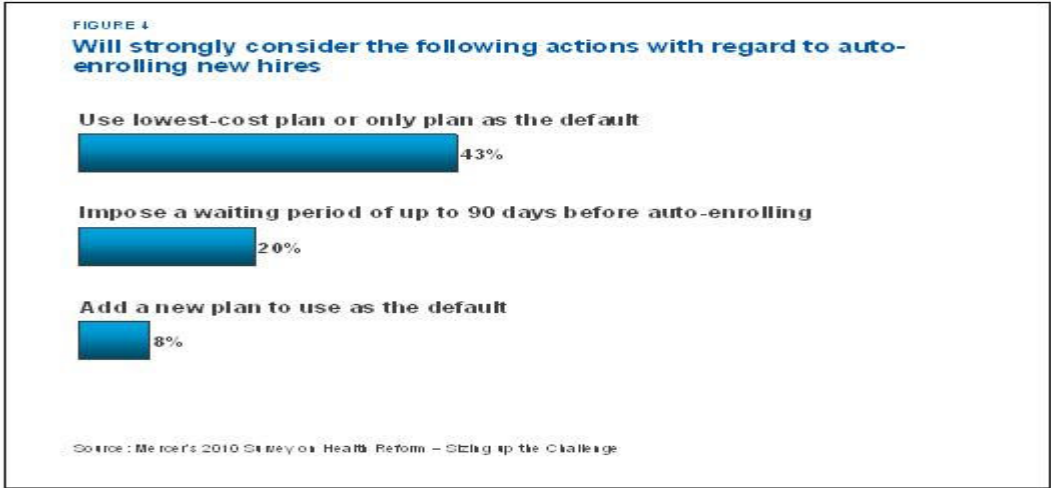 FIGURE 4
Will strongly consider the following actions with regard to auto-
enrolling new hires
Use lowest-cost plan or only plan as the default
43%
Impose a waiting period of up to 90 days before auto-enrolling
20%
Add a new plan to use as the default
8%
Source: Mercer's 2010 Survey on Health Reform – Sizing up the Challenge